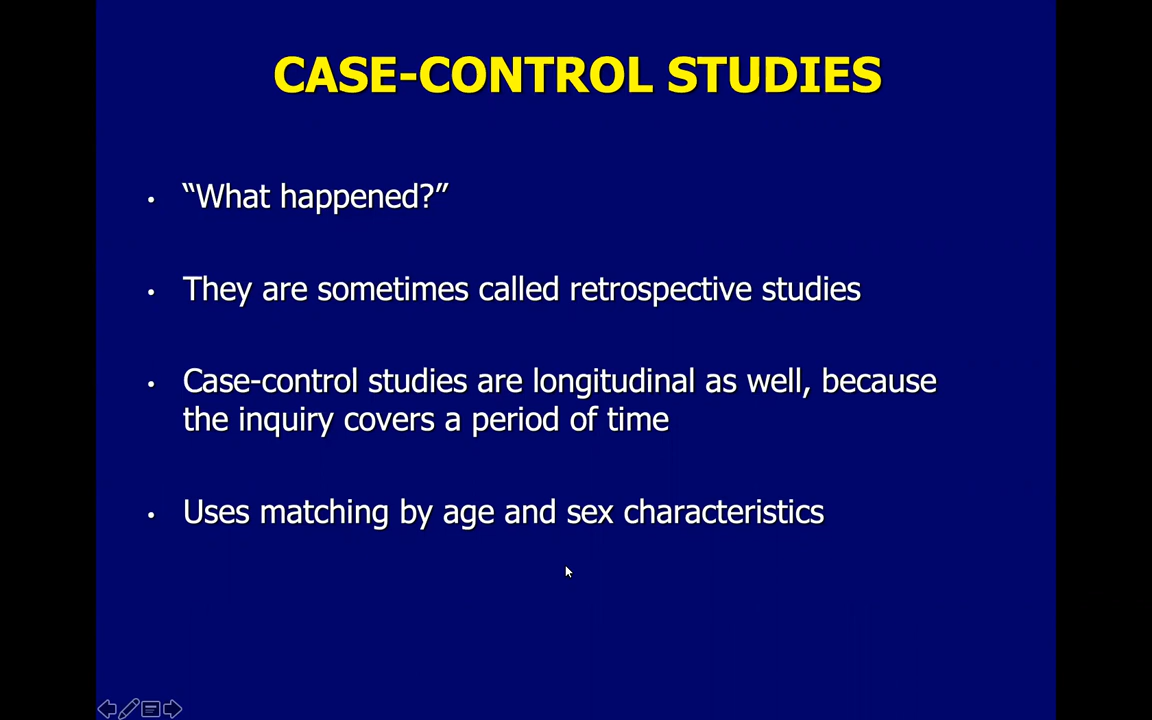 CASE-CONTROL STUDIES
• “What happened?”
• They are sometimes called retrospective studies
• Case-control studies are longitudinal as well, because
the inquiry covers a period of time
• Uses matching by age and sex characteristics